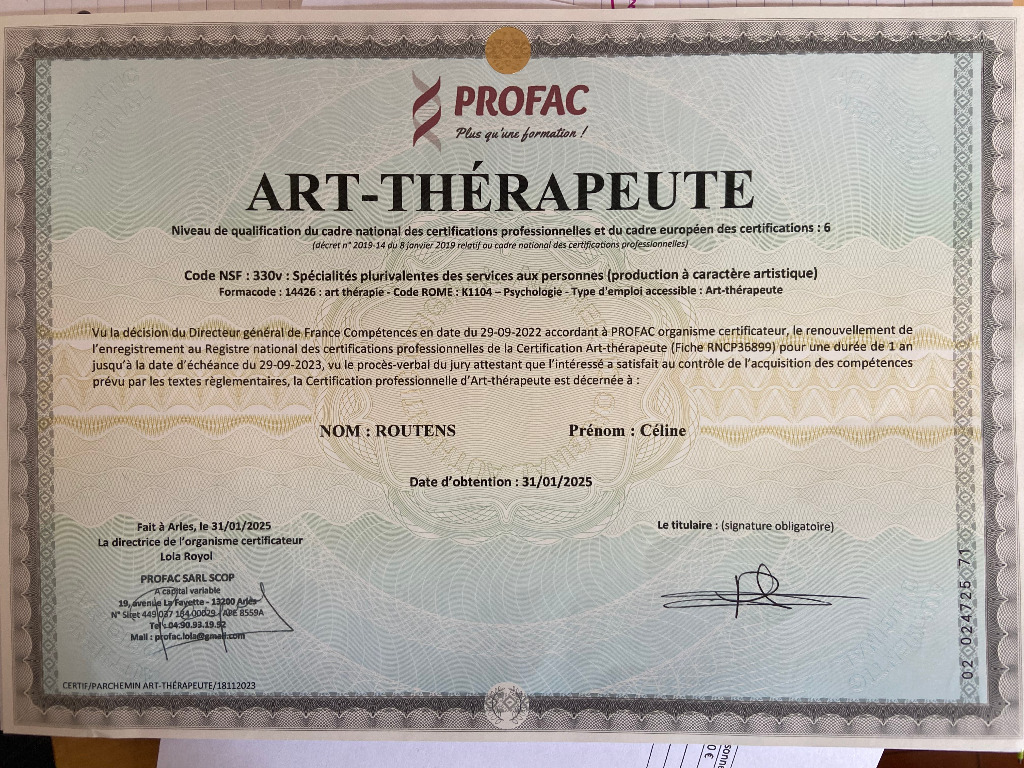 PROFAC
Plus qu'une formation !
ART-THÉRAPEUTE
Niveau de qualification du cadre national des certifications professionnelles et du cadre européen des certifications : 6
(décret n° 2019-14 du 8 janvier 2019 relatif au cadre national des certifications professionnelles)
Code NSF : 330v : Spécialités plurivalentes des services aux personnes (production à caractère artistique)
Formacode : 14426 : art thérapie - Code ROME : K1104 – Psychologie - Type d'emploi accessible : Art-thérapeute
Vu la décision du Directeur général de France Compétences en date du 29-09-2022 accordant à PROFAC organisme certificateur, le renouvellement de
l'enregistrement au Registre national des certifications professionnelles de la Certification Art-thérapeute (Fiche RNCP36899) pour une durée de 1 an
jusqu'à la date d'échéance du 29-09-2023, vu le procès-verbal du jury attestant que l'intéressé a satisfait au contrôle de l'acquisition des compétences
prévu par les textes règlementaires, la Certification professionnelle d'Art-thérapeute est décernée à :
NOM : ROUTENS Prénom : Céline
Date d'obtention : 31/01/2025
Fait à Arles, le 31/01/2025
La directrice de l'organisme certificateur
Lola Royol
Le titulaire : (signature obligatoire)
PROFAC SARL SCOP
A capital variable
19, avenue La Fayette - 13200 Arles
N° Siret 449 037 184 00029 - APE 8559A
Tel : 04.90.93.19.52
Mail : profac.lola@gmail.com
CERTIF/PARCHEMIN ART-THÉRAPEUTE/18112023
02 024725 71